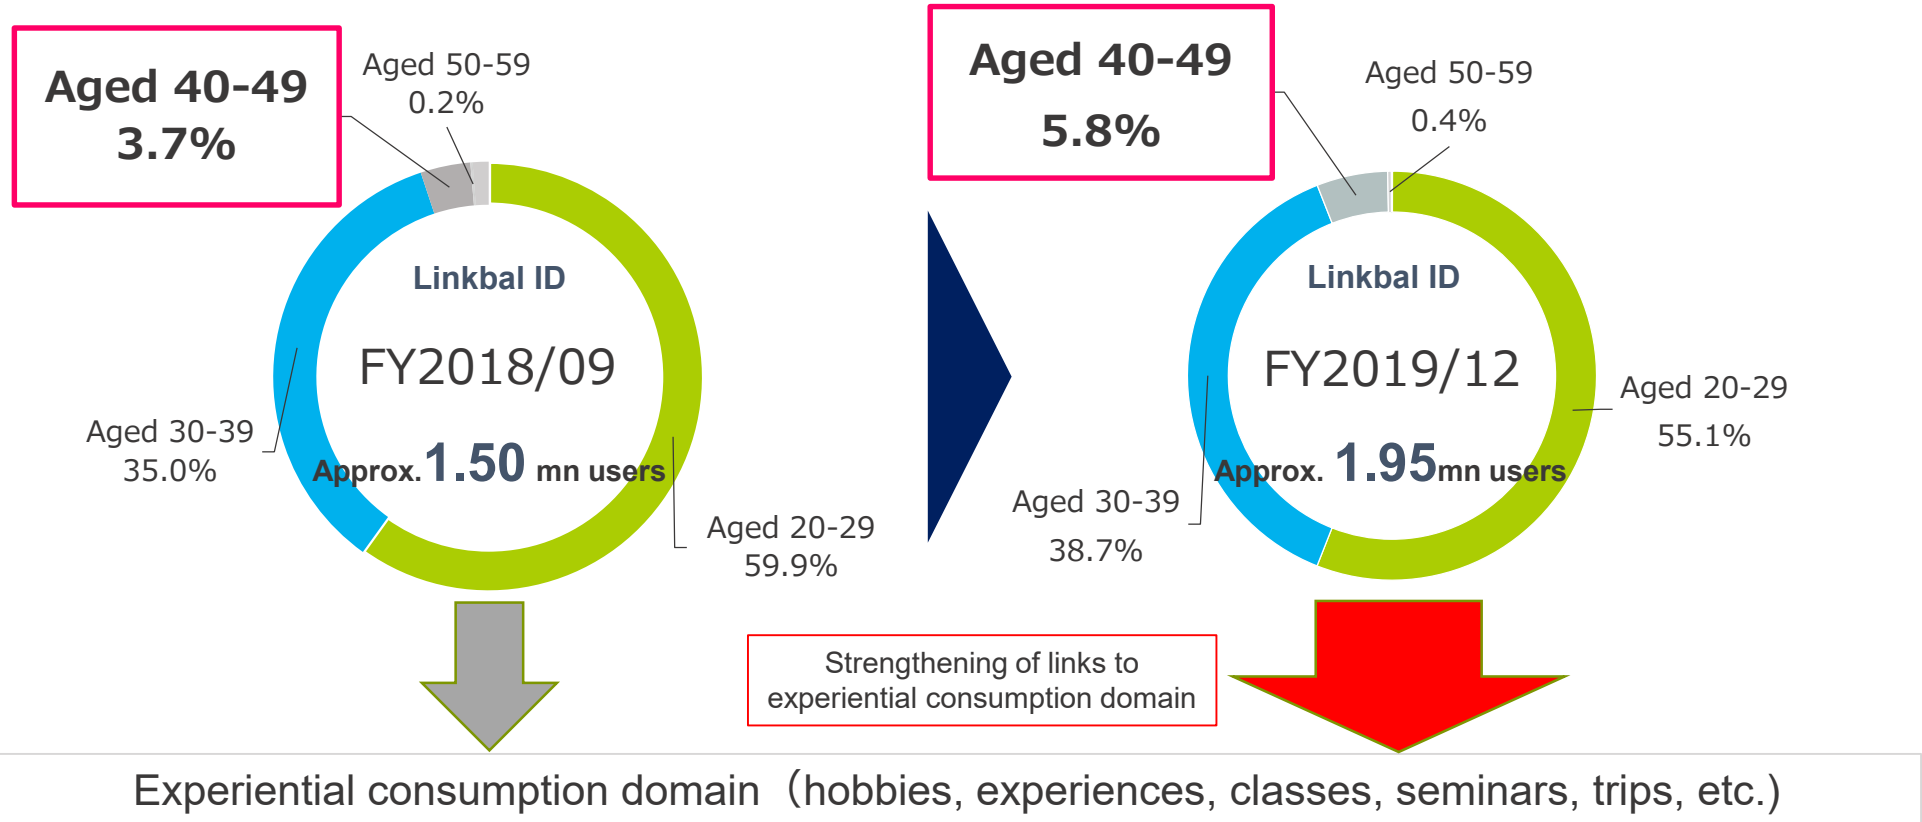 Aged 40-49
3.7%
Aged 50-59
0.2%
Linkbal ID
FY2018/09
Approx. 1.50 mn users
Aged 30-39
35.0%
Aged 20-29
59.9%
Aged 40-49
5.8%
Aged 50-59
0.4%
Linkbal ID
FY2019/12
Approx. 1.95mn users
Aged 20-29
55.1%
Aged 30-39
38.7%
Strengthening of links to
experiential consumption domain
Experiential consumption domain（hobbies, experiences, classes, seminars, trips, etc.)